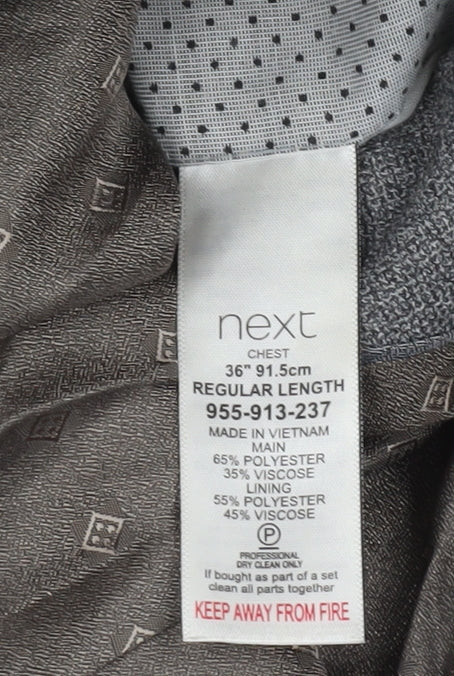 next
CHEST
36" 91.5cm
REGULAR LENGTH
955-913-237
MADE IN VIETNAM
MAIN
65% POLYESTER
35% VISCOSE
LINING
55% POLYESTER
45% VISCOSE
P
PROFESSIONAL
DRY CLEAN ONLY
If bought as part of a set
clean all parts together
KEEP AWAY FROM FIRE